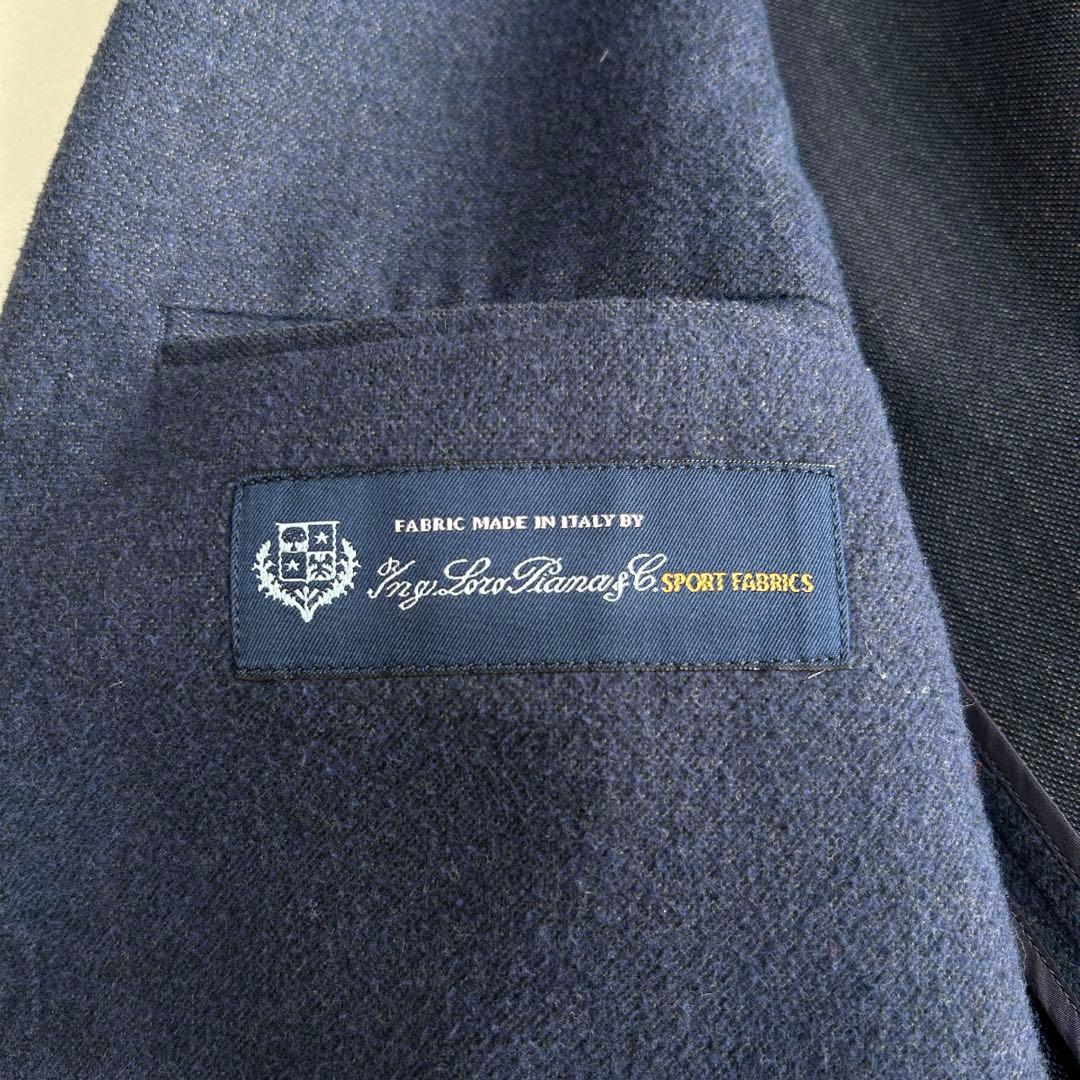 FABRIC MADE IN ITALY BY
Ing. Loro Piana & C. SPORT FABRICS